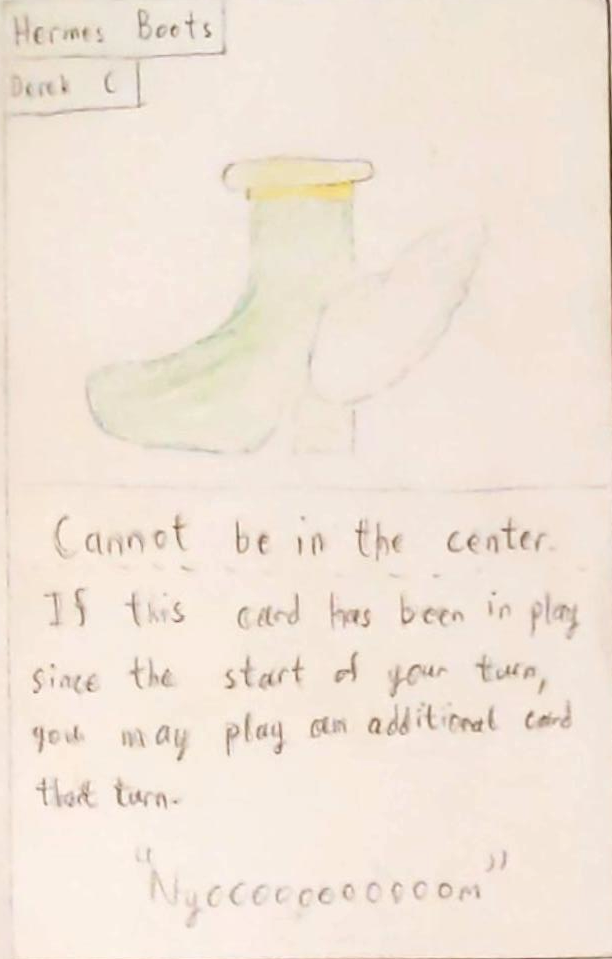 Hermes Boots
Derek C
Cannot be in the center.
If this card has been in play
since the start of your turn,
you may play an additional card
that turn.
"Nyooooooooooom"